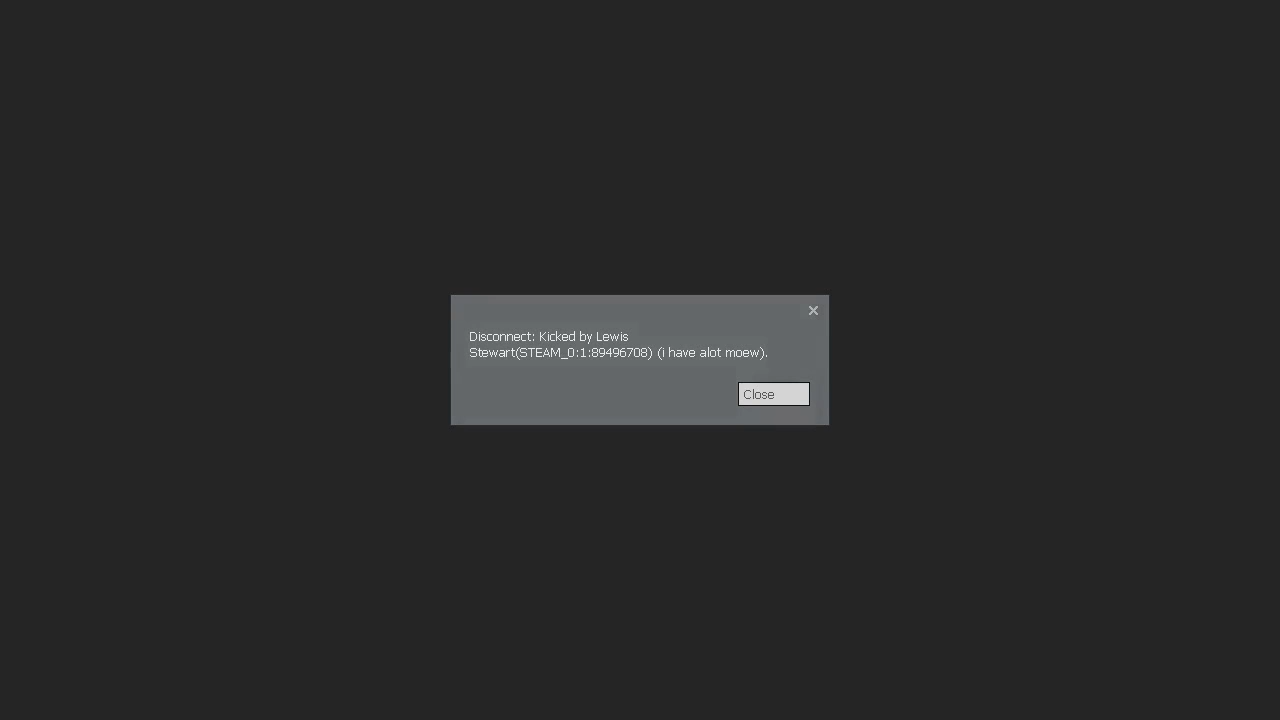 Disconnect: Kicked by Lewis
Stewart(STEAM_0:1:89496708) (i have alot moew).
Close